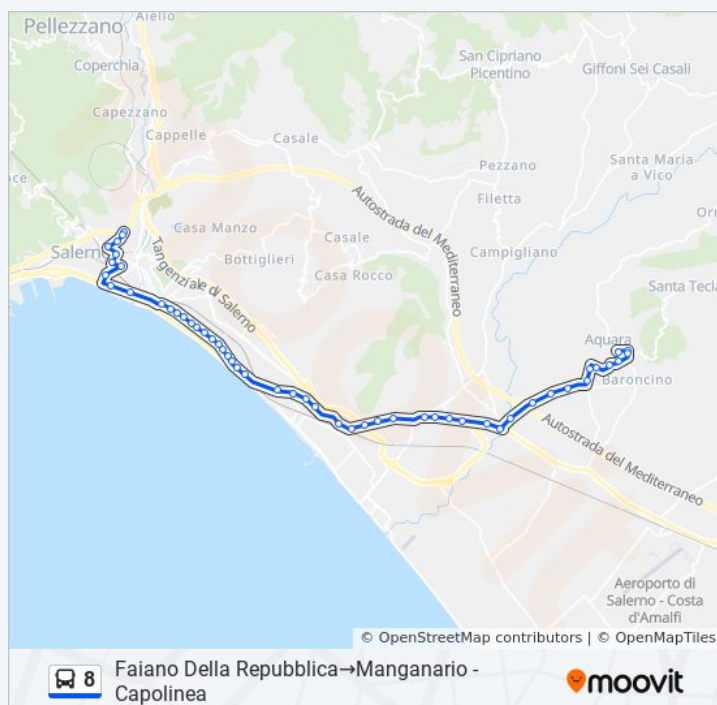 Pellezzano
Aiello
Coperchia
San Cipriano
Picentino
Giffoni Sei Casali
Capezzano
Cappelle
Casale
Pezzano
Santa Maria
a Vico
oce
Autostrada del Mediterraneo
Filetta
Orn
Casa Manzo
Casale
Campigliano
Salerno
Bottiglieri
Casa Rocco
Tangenziale di Salerno
Santa Tecla
Aquara
Baroncino
Autostrada del Mediterraneo
Aeroporto di
Salerno - Costa
d'Amalfi
© OpenStreetMap contributors | © OpenMapTiles
8 Faiano Della Repubblica→Manganario -
Capolinea
moovit